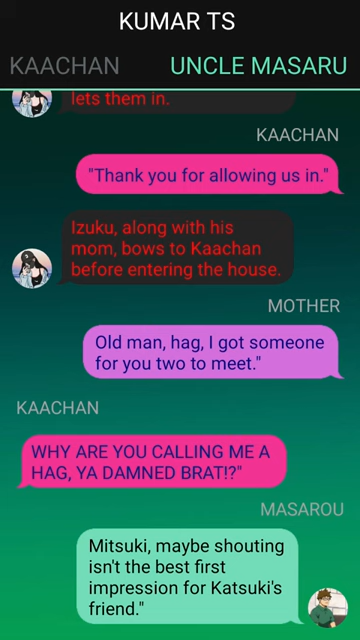 KUMAR TS
KAACHAN UNCLE MASARU
lets them in.
KAACHAN
"Thank you for allowing us in."
Izuku, along with his
mom, bows to Kaachan
before entering the house.
MOTHER
Old man, hag, I got someone
for you two to meet."
KAACHAN
WHY ARE YOU CALLING ME A
HAG, YA DAMNED BRAT!?"
MASAROU
Mitsuki, maybe shouting
isn't the best first
impression for Katsuki's
friend."